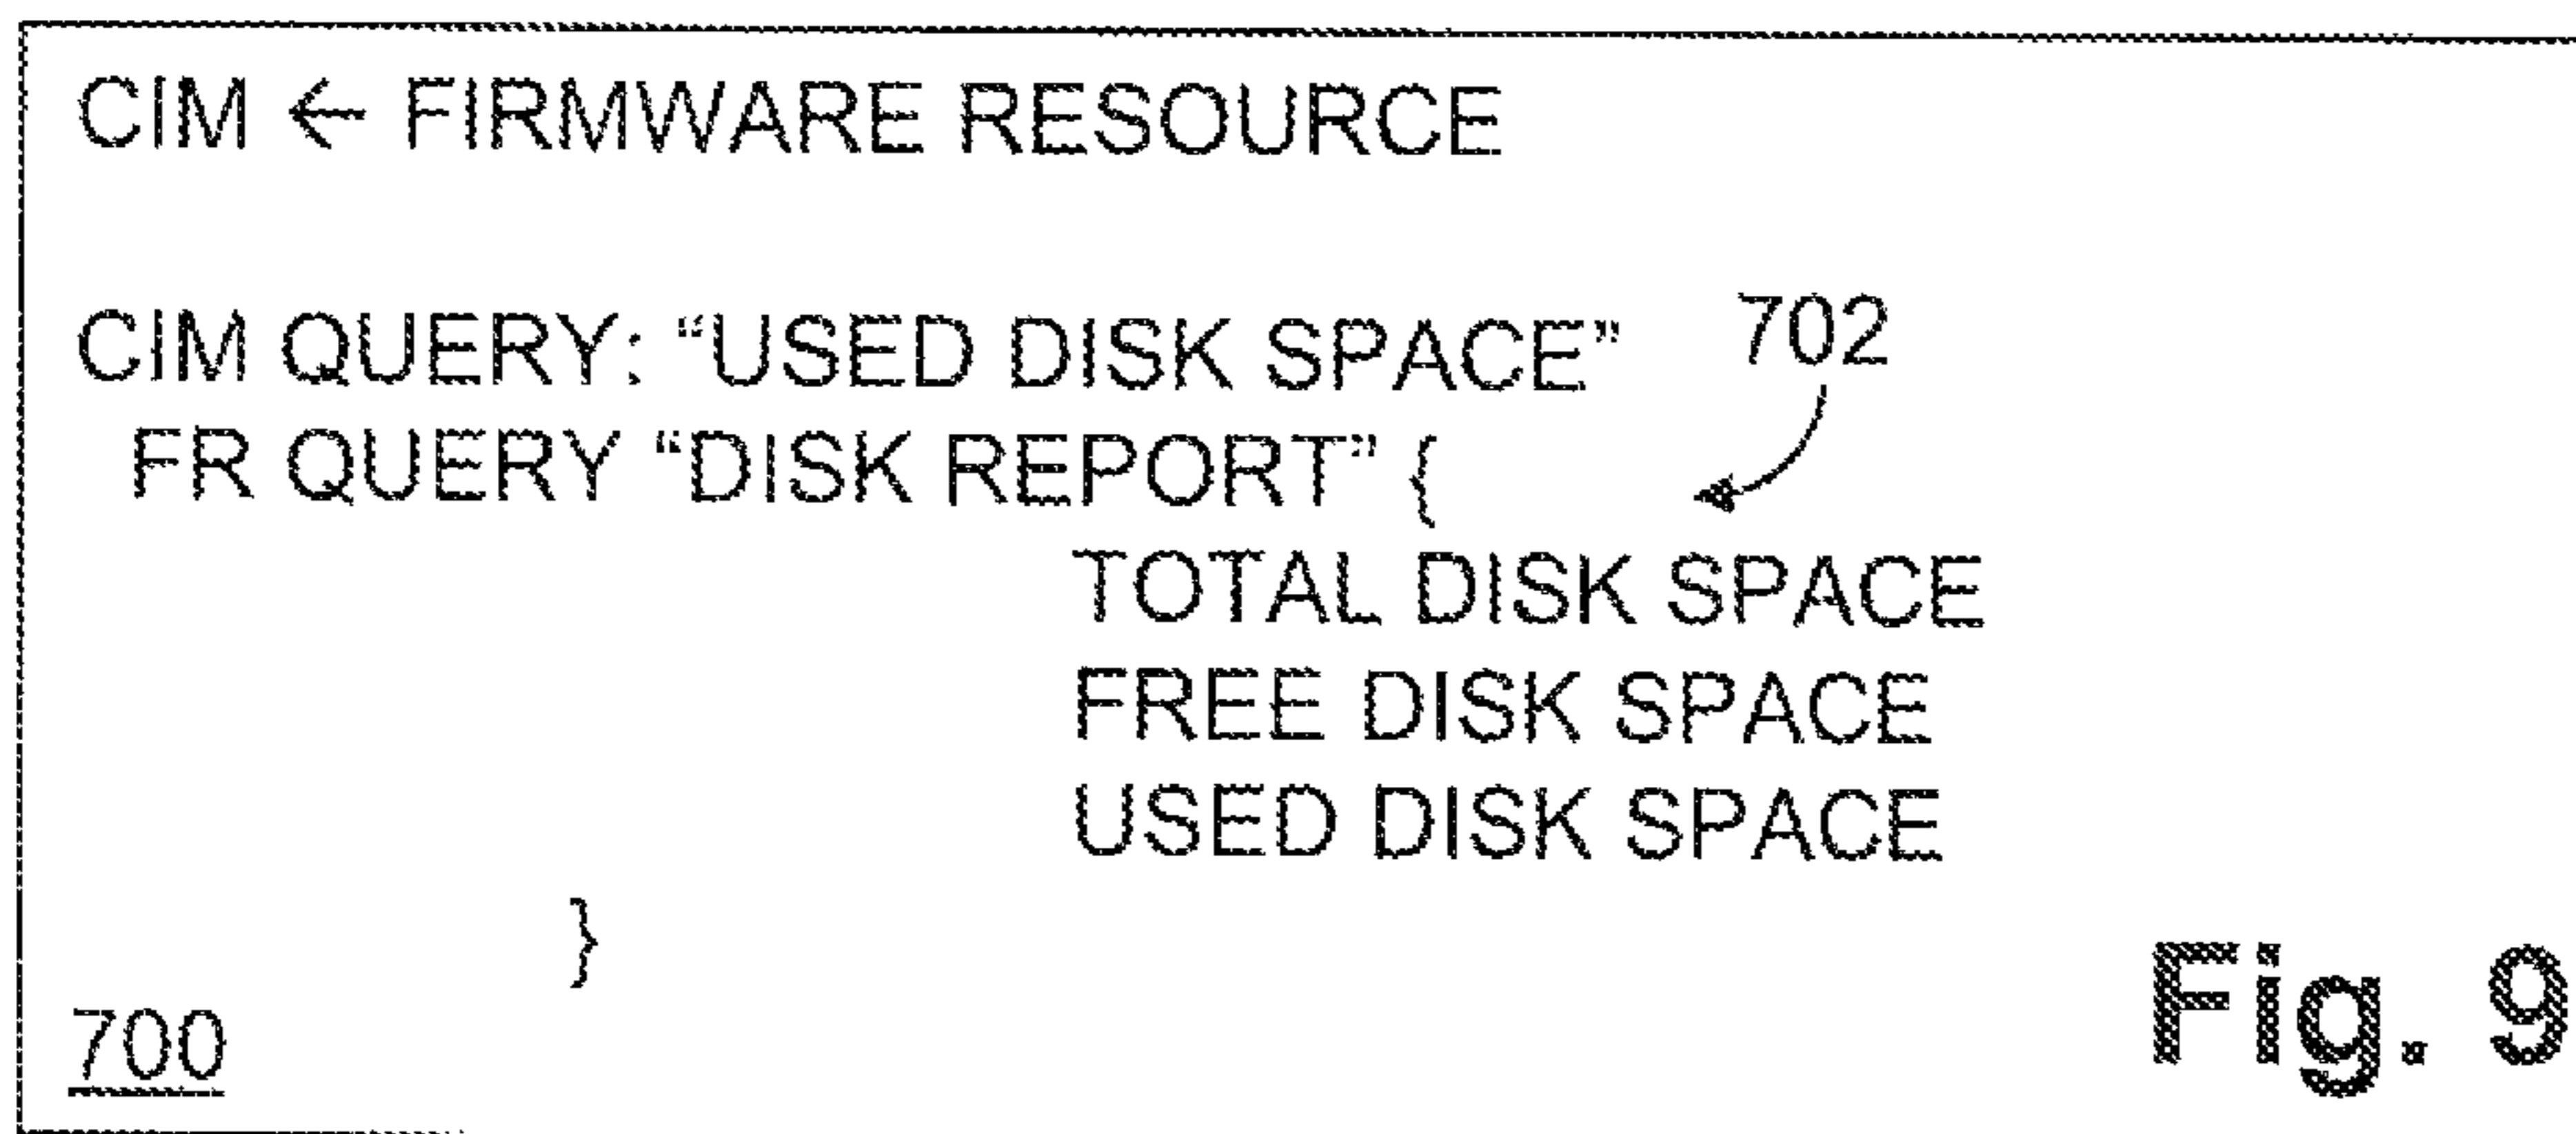 CIM ← FIRMWARE RESOURCE
CIM QUERY: “USED DISK SPACE” 702
FR QUERY “DISK REPORT” {
TOTAL DISK SPACE
FREE DISK SPACE
USED DISK SPACE
}
700
Fig. 9